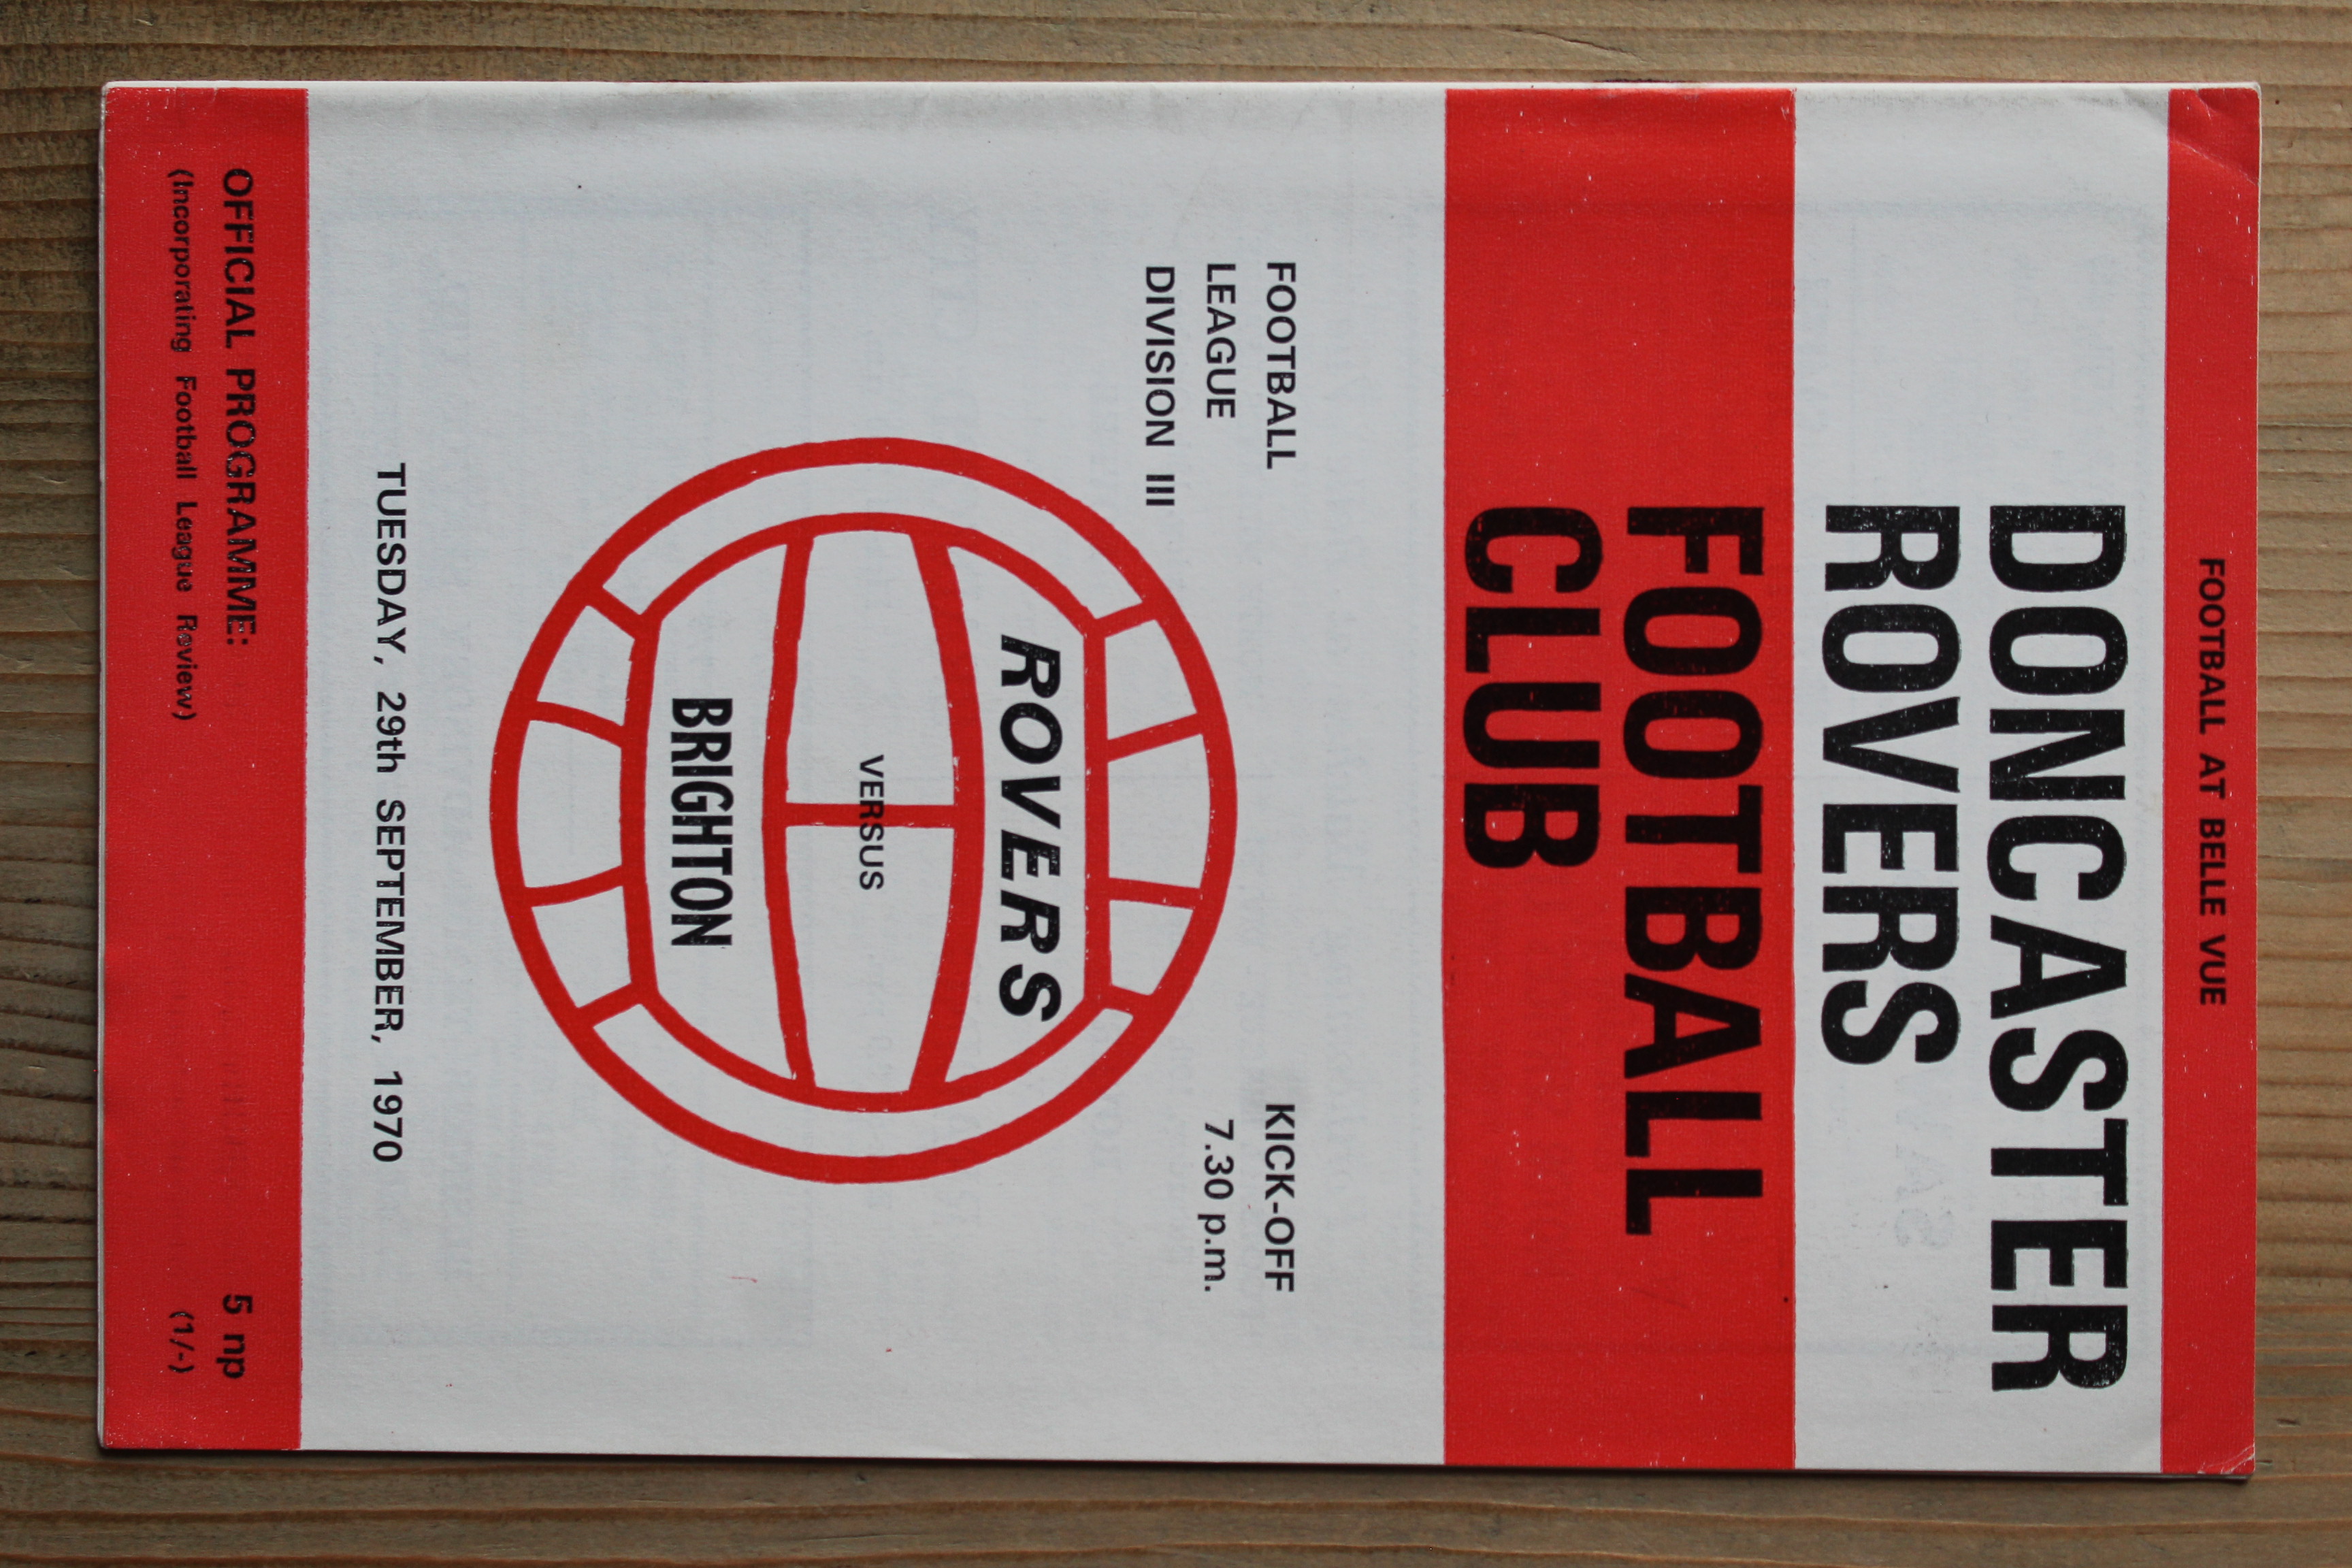 FOOTBALL AT BELLE VUE
DONCASTER
ROVERS
FOOTBALL
CLUB
FOOTBALL
LEAGUE
DIVISION III
KICK-OFF
7.30 p.m.
ROVERS
VERSUS
BRIGHTON
TUESDAY, 29th SEPTEMBER, 1970
OFFICIAL PROGRAMME:
(Incorporating Football League Review)
5 np
(1/-)